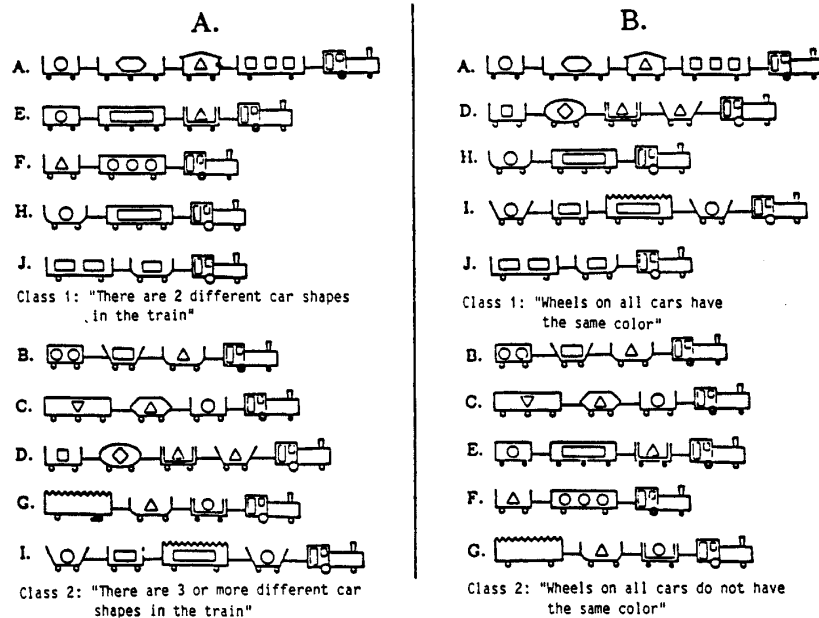 A.
A.
E.
F.
H.
J.
Class 1: "There are 2 different car shapes
in the train"
B.
C.
D.
G.
I.
Class 2: "There are 3 or more different car
shapes in the train"
B.
A.
D.
H.
I.
J.
Class 1: "Wheels on all cars have
the same color"
B.
C.
E.
F.
G.
Class 2: "Wheels on all cars do not have
the same color"